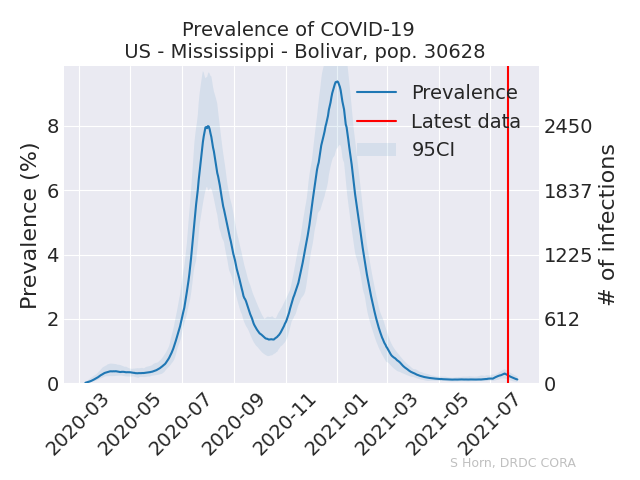 Prevalence of COVID-19
US - Mississippi - Bolivar, pop. 30628
Prevalence
Latest data
95CI
Prevalence (%)
8
6
4
2
0
2450
1837
1225
612
0
# of infections
2020-03
2020-05
2020-07
2020-09
2020-11
2021-01
2021-03
2021-05
2021-07
S Horn, DRDC CORA